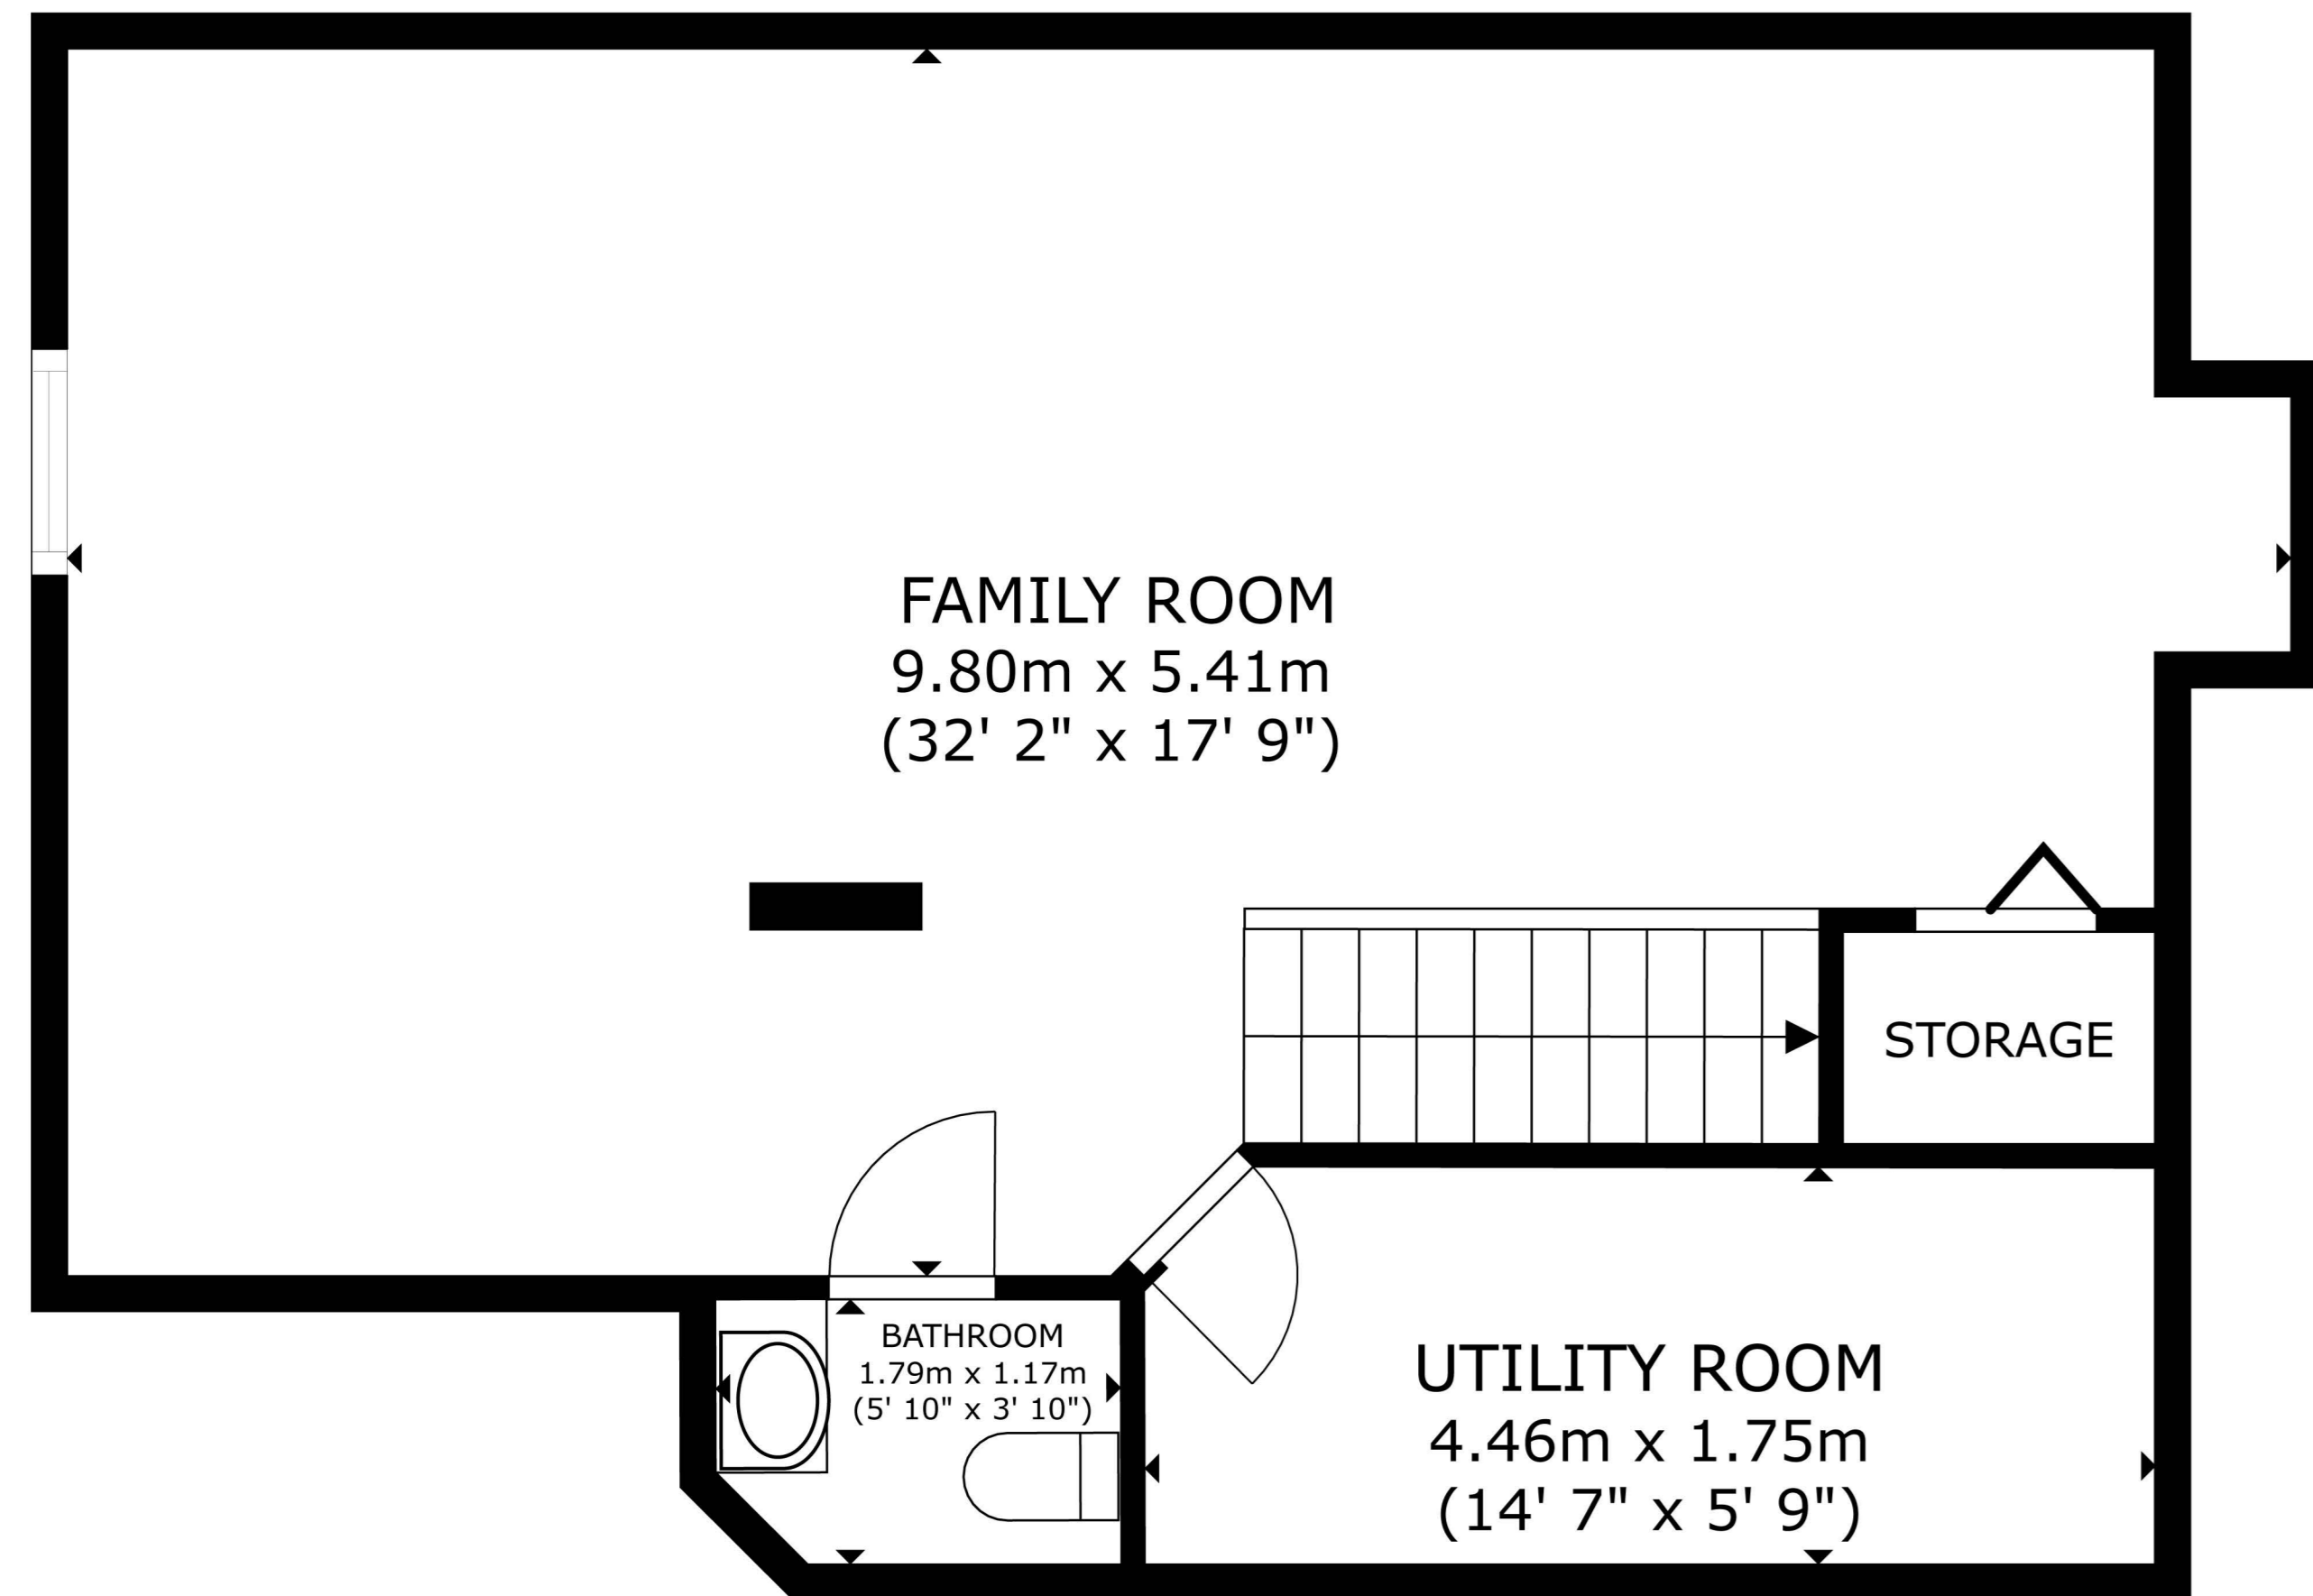 FAMILY ROOM
9.80m x 5.41m
(32' 2" x 17' 9")
STORAGE
BATHROOM
1.79m x 1.17m
(5' 10" x 3' 10")
UTILITY ROOM
4.46m x 1.75m
(14' 7" x 5' 9")